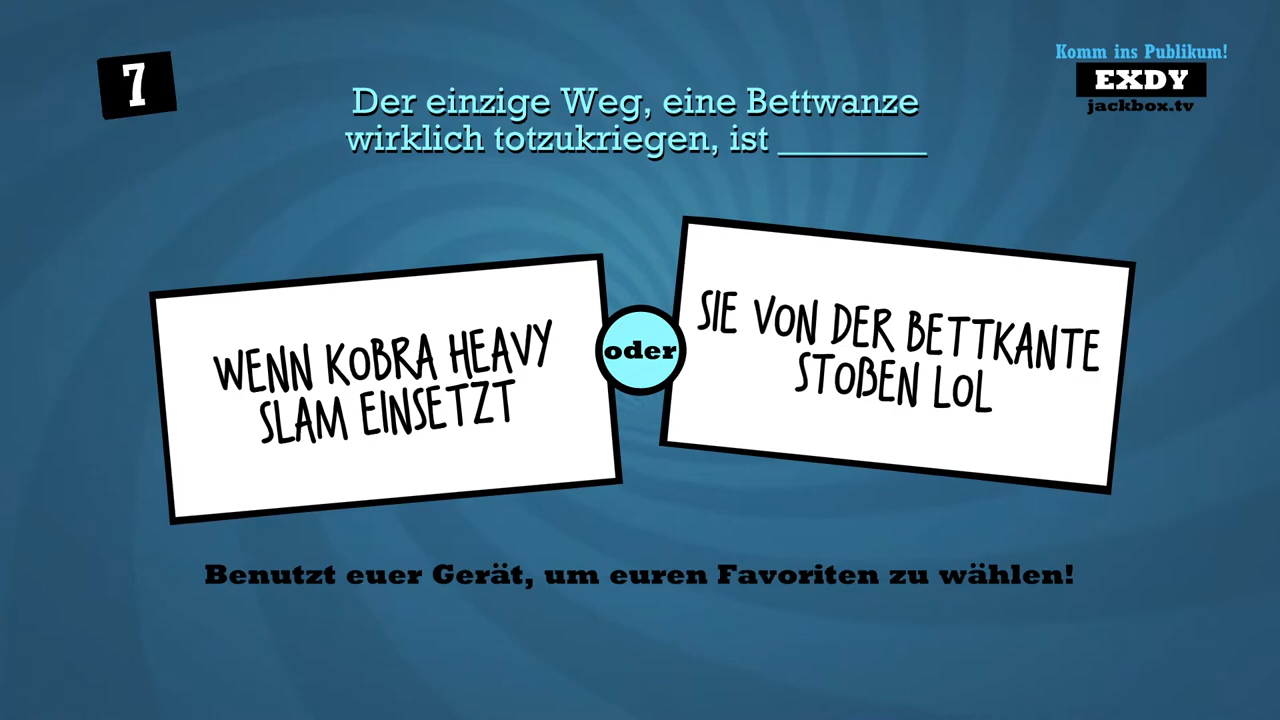 7
Komm ins Publikum!
EXDY
jackbox.tv
Der einzige Weg, eine Bettwanze
wirklich totzukriegen, ist ________
WENN KOBRA HEAVY
SLAM EINSETZT
oder
SIE VON DER BETTKANTE
STOßEN LOL
Benutzt euer Gerät, um euren Favoriten zu wählen!